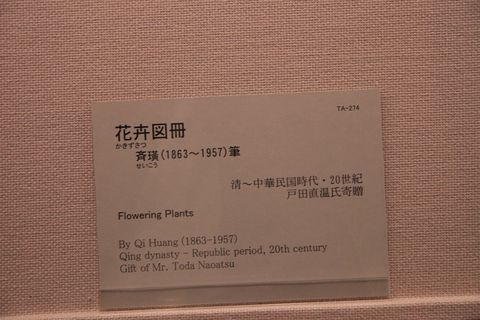 TA-274
花卉図冊
かきずさつ
斉璜(1863〜1957)筆
せいこう
清〜中華民国時代・20世紀
戸田直温氏寄贈
Flowering Plants
By Qi Huang (1863-1957)
Qing dynasty - Republic period, 20th century
Gift of Mr. Toda Naoatsu